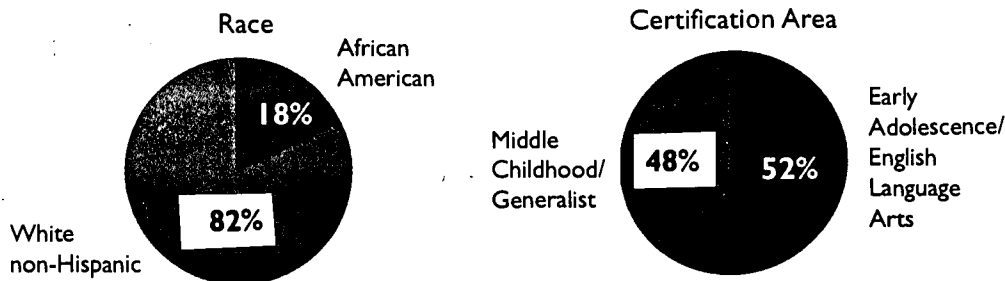 Race
African
American
18%
82%
White
non-Hispanic
Certification Area
Middle
Childhood/
Generalist
48%
52%
Early
Adolescence/
English
Language
Arts